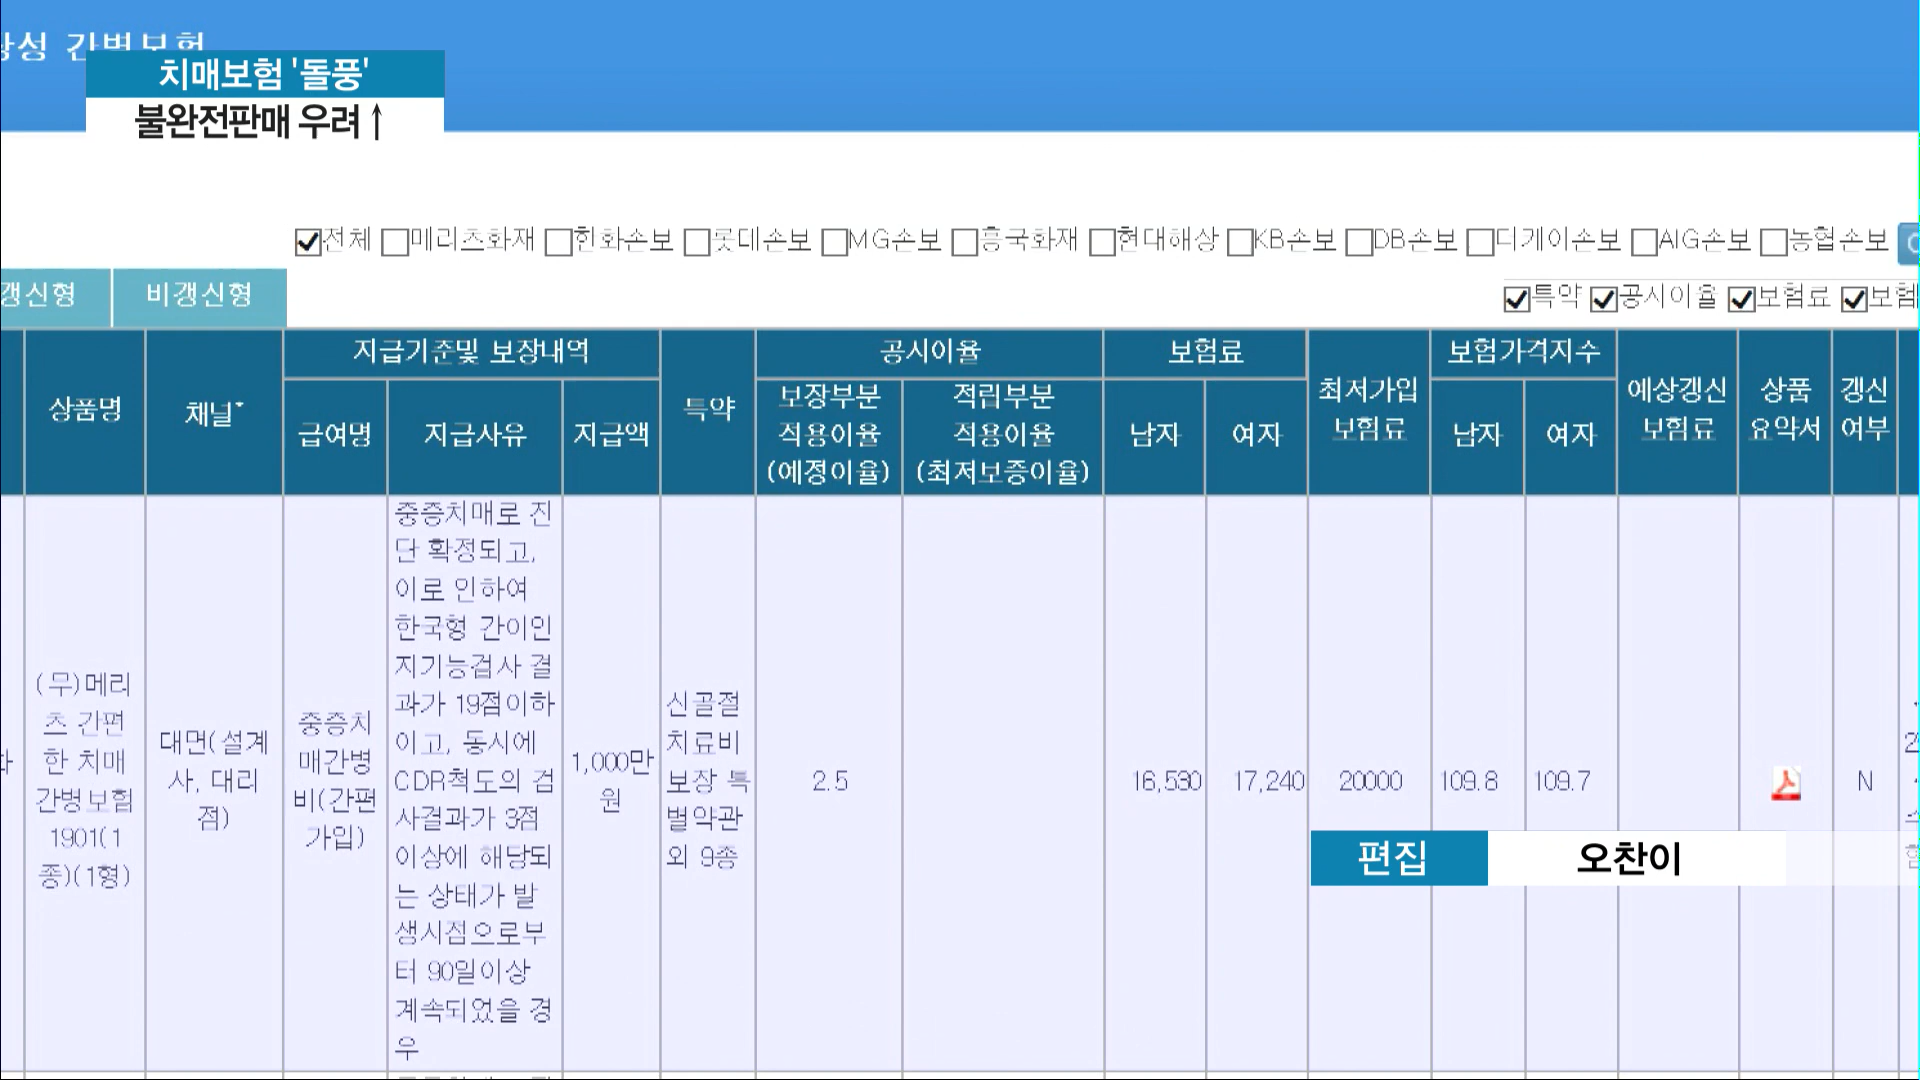 간병보험
치매보험 '돌풍'
불완전판매 우려↑
전체 메리츠화재 한화손보 롯데손보 MG손보 흥국화재 현대해상 KB손보 DB손보 더케이손보 AIG손보 농협손보
갱신형 비갱신형
특약 공시이율 보험료 보험
상품명
채널*
지급기준및 보장내역
급여명
지급사유
지급액
특약
공시이율
보장부분
적용이율
(예정이율)
적립부분
적용이율
(최저보증이율)
보험료
남자
여자
최저가입
보험료
보험가격지수
남자
여자
예상갱신
보험료
상품
요약서
갱신
여부
(무)메리
츠 간편
한 치매
간병보험
1901(1
종)(1형)
대면(설계
사, 대리
점)
중증치
매간병
비(간편
가입)
중증치매로 진
단 확정되고,
이로 인하여
한국형 간이인
지기능검사 결
과가 19점이하
이고, 동시에
CDR척도의 검
사결과가 3점
이상에 해당되
는 상태가 발
생시점으로부
터 90일이상
계속되었을 경
우
1,000만
원
신골절
치료비
보장 특
별약관
외 9종
2.5
16,530
17,240
20000
109.8
109.7
N
편집 오찬이